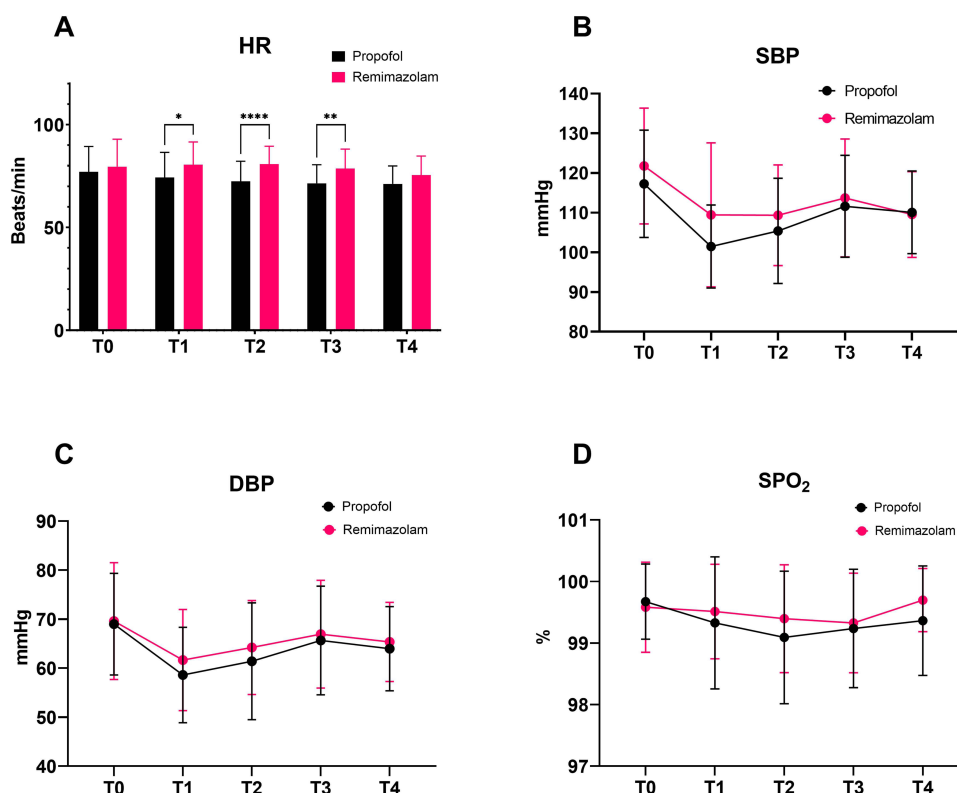 A
HR
Propofol
Remimazolam
Beats/min
100
50
0
*
****
**
T0 T1 T2 T3 T4
B
SBP
Propofol
Remimazolam
mmHg
140
130
120
110
100
90
80
T0 T1 T2 T3 T4
C
DBP
Propofol
Remimazolam
mmHg
90
80
70
60
50
40
T0 T1 T2 T3 T4
D
SPO₂
Propofol
Remimazolam
%
101
100
99
98
97
T0 T1 T2 T3 T4